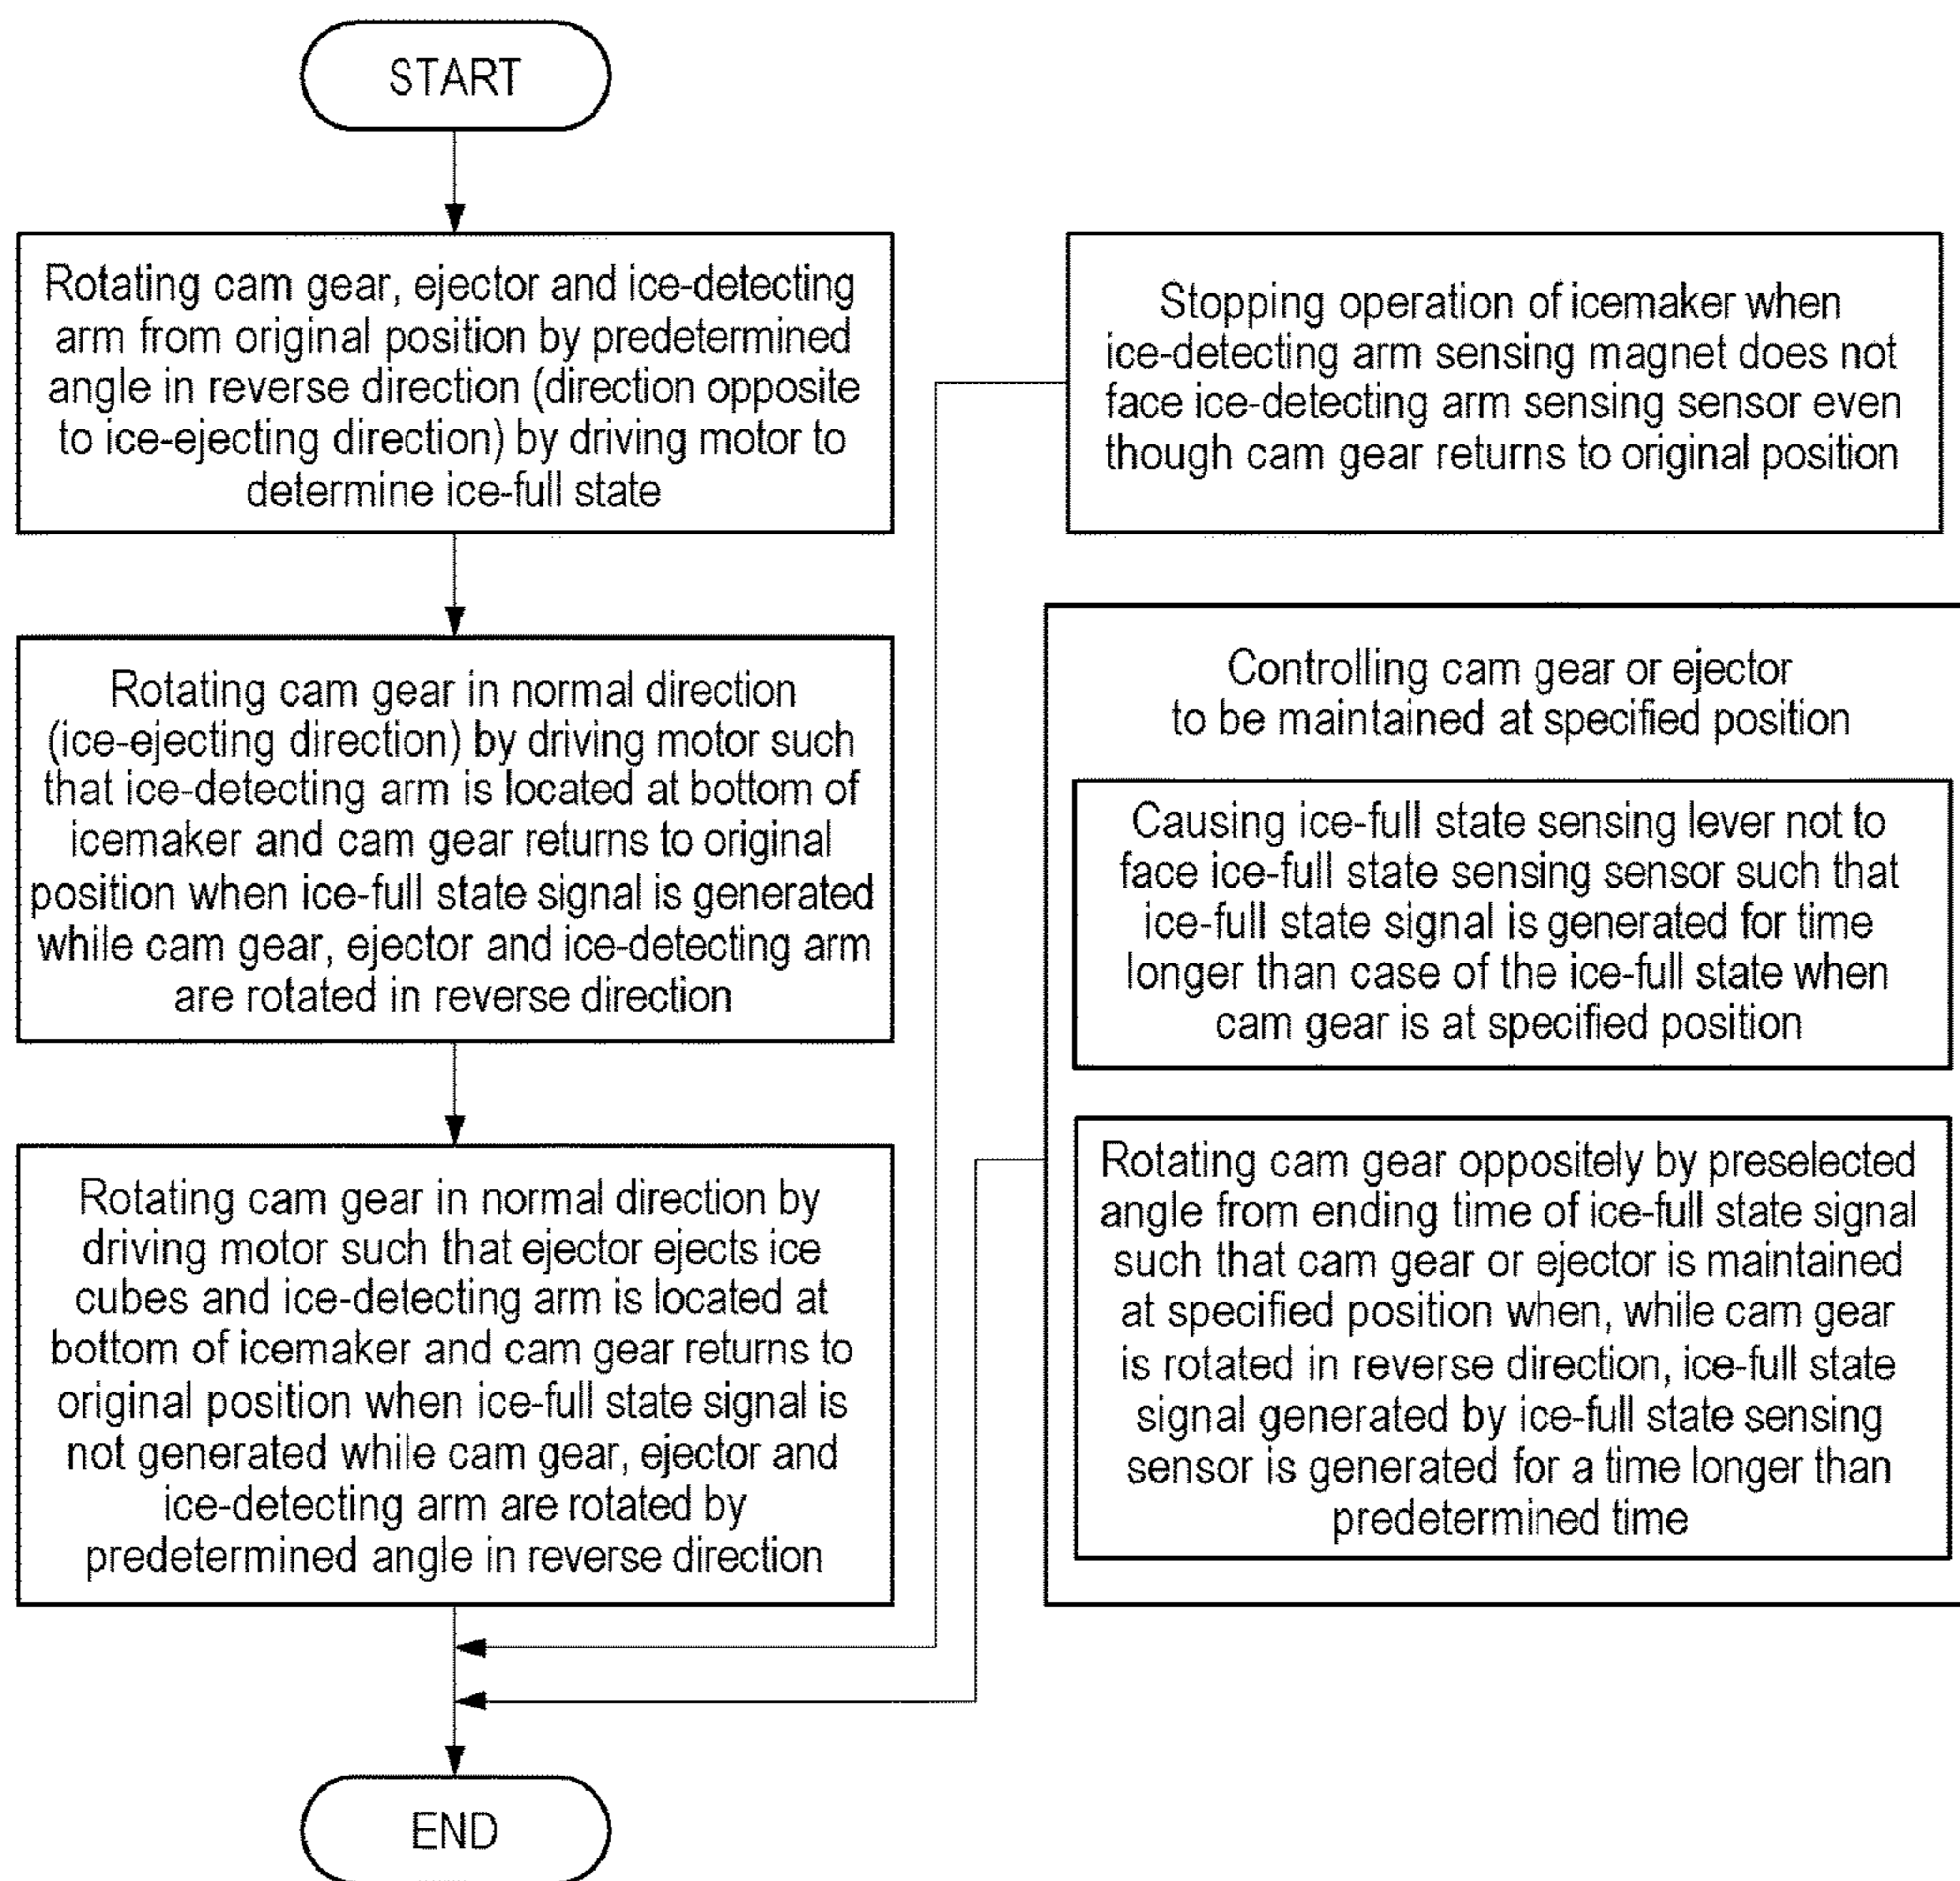 START
Rotating cam gear, ejector and ice-detecting
arm from original position by predetermined
angle in reverse direction (direction opposite
to ice-ejecting direction) by driving motor to
determine ice-full state
Rotating cam gear in normal direction
(ice-ejecting direction) by driving motor such
that ice-detecting arm is located at bottom of
icemaker and cam gear returns to original
position when ice-full state signal is generated
while cam gear, ejector and ice-detecting arm
are rotated in reverse direction
Rotating cam gear in normal direction by
driving motor such that ejector ejects ice
cubes and ice-detecting arm is located at
bottom of icemaker and cam gear returns to
original position when ice-full state signal is
not generated while cam gear, ejector and
ice-detecting arm are rotated by
predetermined angle in reverse direction
END
Stopping operation of icemaker when
ice-detecting arm sensing magnet does not
face ice-detecting arm sensing sensor even
though cam gear returns to original position
Controlling cam gear or ejector
to be maintained at specified position
Causing ice-full state sensing lever not to
face ice-full state sensing sensor such that
ice-full state signal is generated for time
longer than case of the ice-full state when
cam gear is at specified position
Rotating cam gear oppositely by preselected
angle from ending time of ice-full state signal
such that cam gear or ejector is maintained
at specified position when, while cam gear
is rotated in reverse direction, ice-full state
signal generated by ice-full state sensing
sensor is generated for a time longer than
predetermined time